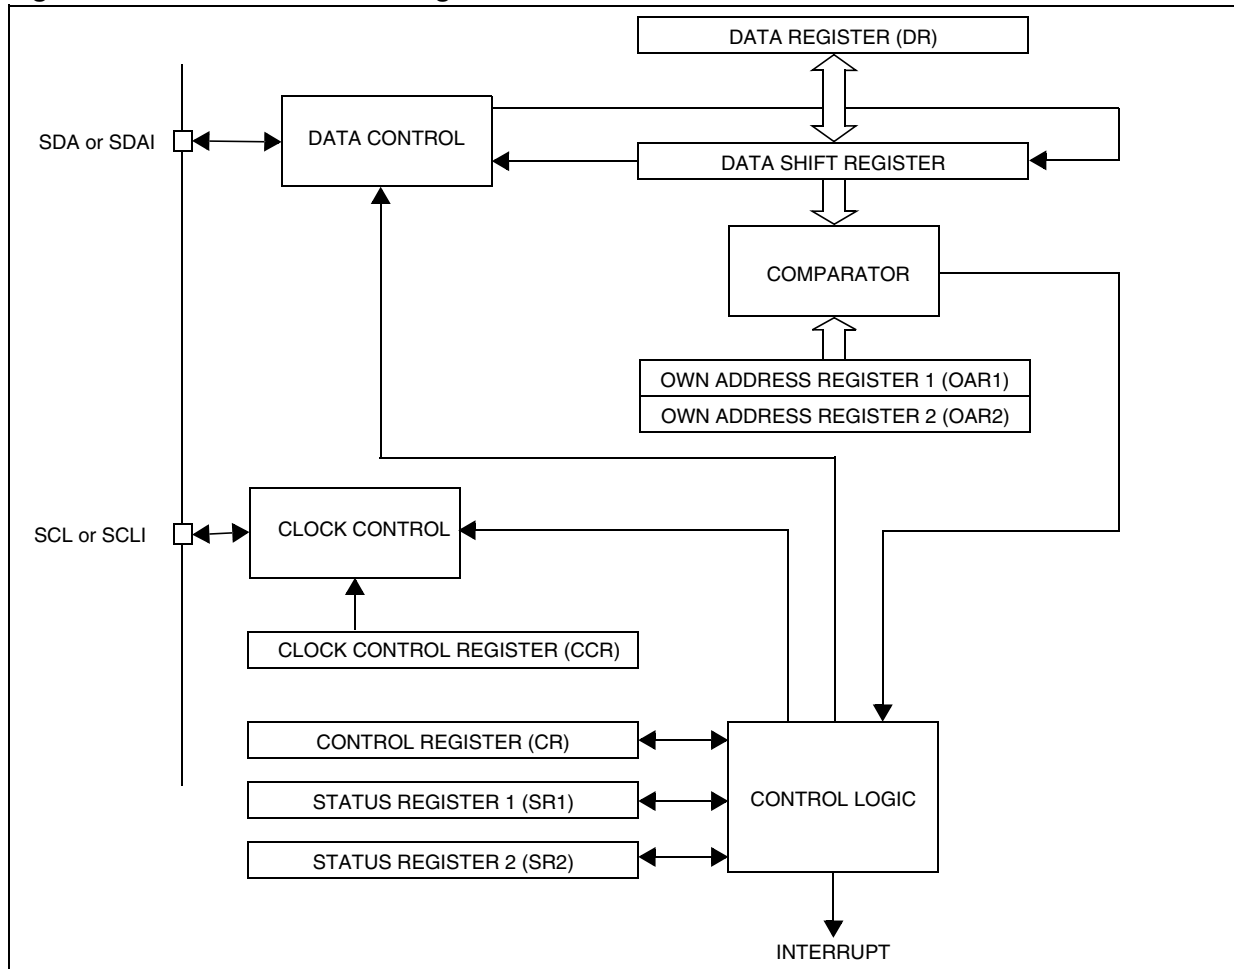 DATA REGISTER (DR)
SDA or SDAI
DATA CONTROL
DATA SHIFT REGISTER
COMPARATOR
OWN ADDRESS REGISTER 1 (OAR1)
OWN ADDRESS REGISTER 2 (OAR2)
SCL or SCLI
CLOCK CONTROL
CLOCK CONTROL REGISTER (CCR)
CONTROL REGISTER (CR)
STATUS REGISTER 1 (SR1)
CONTROL LOGIC
STATUS REGISTER 2 (SR2)
INTERRUPT